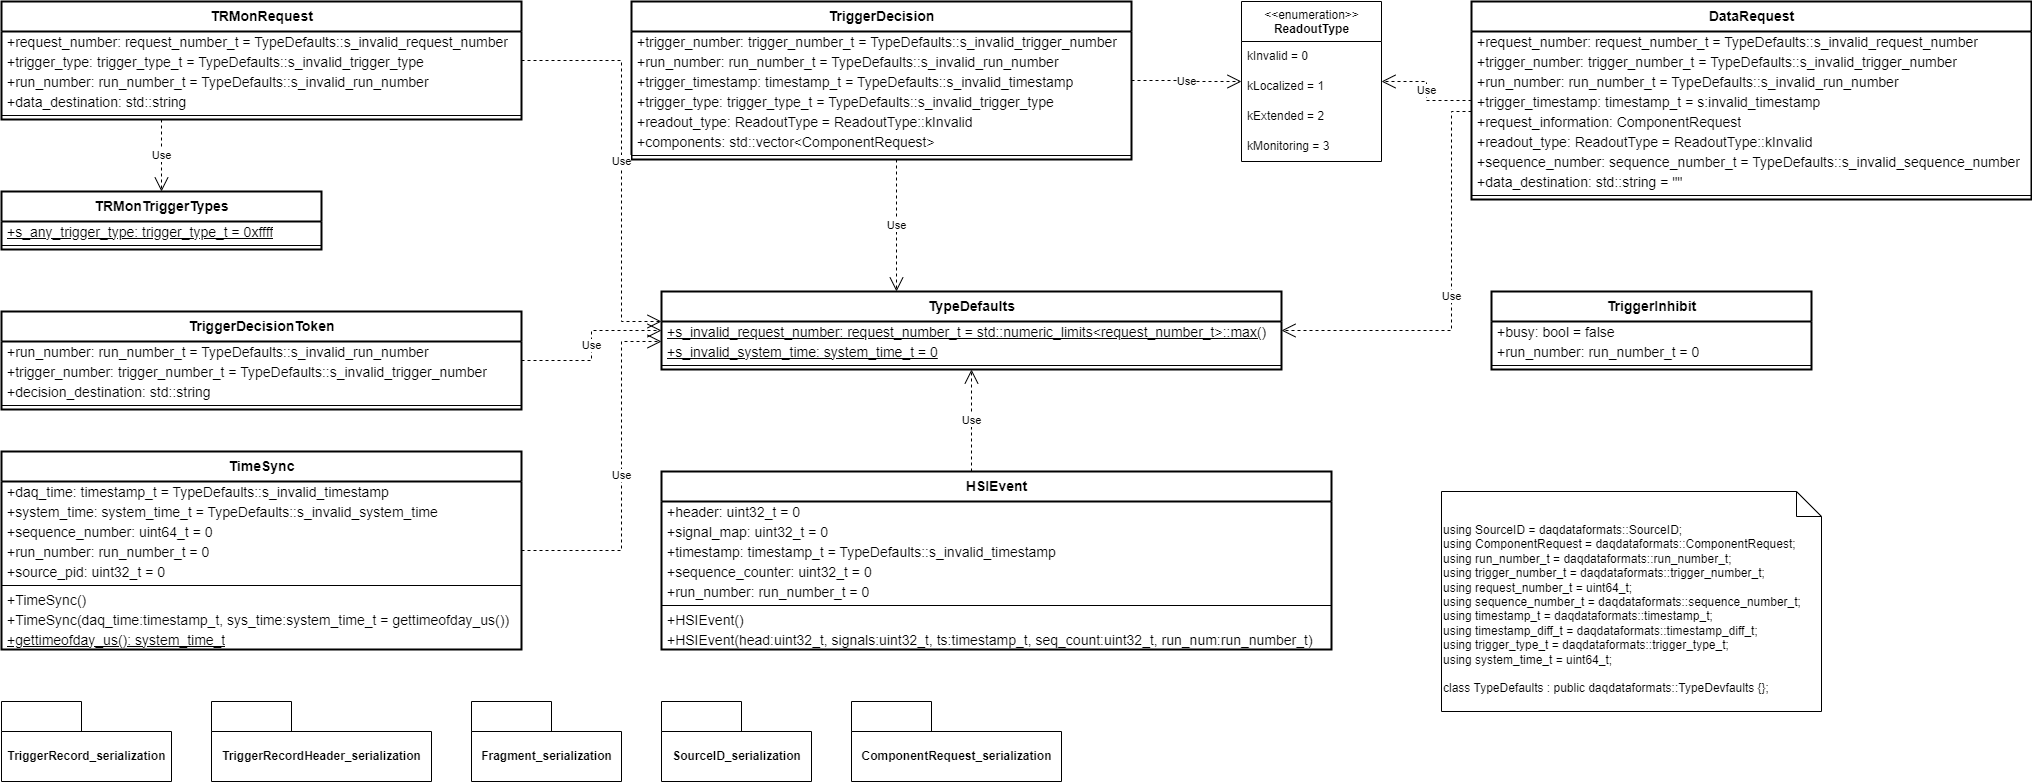 TRMonRequest
+request_number: request_number_t = TypeDefaults::s_invalid_request_number
+trigger_type: trigger_type_t = TypeDefaults::s_invalid_trigger_type
+run_number: run_number_t = TypeDefaults::s_invalid_run_number
+data_destination: std::string
Use
TRMonTriggerTypes
+s_any_trigger_type: trigger_type_t = 0xffff
TriggerDecision
+trigger_number: trigger_number_t = TypeDefaults::s_invalid_trigger_number
+run_number: run_number_t = TypeDefaults::s_invalid_run_number
+trigger_timestamp: timestamp_t = TypeDefaults::s_invalid_timestamp
+trigger_type: trigger_type_t = TypeDefaults::s_invalid_trigger_type
+readout_type: ReadoutType = ReadoutType::kInvalid
+components: std::vector<ComponentRequest>
Use
Use
Use
<<enumeration>>
ReadoutType
kInvalid = 0
kLocalized = 1
kExtended = 2
kMonitoring = 3
Use
DataRequest
+request_number: request_number_t = TypeDefaults::s_invalid_request_number
+trigger_number: trigger_number_t = TypeDefaults::s_invalid_trigger_number
+run_number: run_number_t = TypeDefaults::s_invalid_run_number
+trigger_timestamp: timestamp_t = s:invalid_timestamp
+request_information: ComponentRequest
+readout_type: ReadoutType = ReadoutType::kInvalid
+sequence_number: sequence_number_t = TypeDefaults::s_invalid_sequence_number
+data_destination: std::string = ""
Use
TriggerDecisionToken
+run_number: run_number_t = TypeDefaults::s_invalid_run_number
+trigger_number: trigger_number_t = TypeDefaults::s_invalid_trigger_number
+decision_destination: std::string
Use
TypeDefaults
+s_invalid_request_number: request_number_t = std::numeric_limits<request_number_t>::max()
+s_invalid_system_time: system_time_t = 0
TriggerInhibit
+busy: bool = false
+run_number: run_number_t = 0
Use
TimeSync
+daq_time: timestamp_t = TypeDefaults::s_invalid_timestamp
+system_time: system_time_t = TypeDefaults::s_invalid_system_time
+sequence_number: uint64_t = 0
+run_number: run_number_t = 0
+source_pid: uint32_t = 0
+TimeSync()
+TimeSync(daq_time:timestamp_t, sys_time:system_time_t = gettimeofday_us())
+gettimeofday_us(): system_time_t
Use
HSIEvent
+header: uint32_t = 0
+signal_map: uint32_t = 0
+timestamp: timestamp_t = TypeDefaults::s_invalid_timestamp
+sequence_counter: uint32_t = 0
+run_number: run_number_t = 0
+HSIEvent()
+HSIEvent(head:uint32_t, signals:uint32_t, ts:timestamp_t, seq_count:uint32_t, run_num:run_number_t)
using SourceID = daqdataformats::SourceID;
using ComponentRequest = daqdataformats::ComponentRequest;
using run_number_t = daqdataformats::run_number_t;
using trigger_number_t = daqdataformats::trigger_number_t;
using request_number_t = uint64_t;
using sequence_number_t = daqdataformats::sequence_number_t;
using timestamp_t = daqdataformats::timestamp_t;
using timestamp_diff_t = daqdataformats::timestamp_diff_t;
using trigger_type_t = daqdataformats::trigger_type_t;
using system_time_t = uint64_t;
class TypeDefaults : public daqdataformats::TypeDevfaults {};
TriggerRecord_serialization
TriggerRecordHeader_serialization
Fragment_serialization
SourceID_serialization
ComponentRequest_serialization